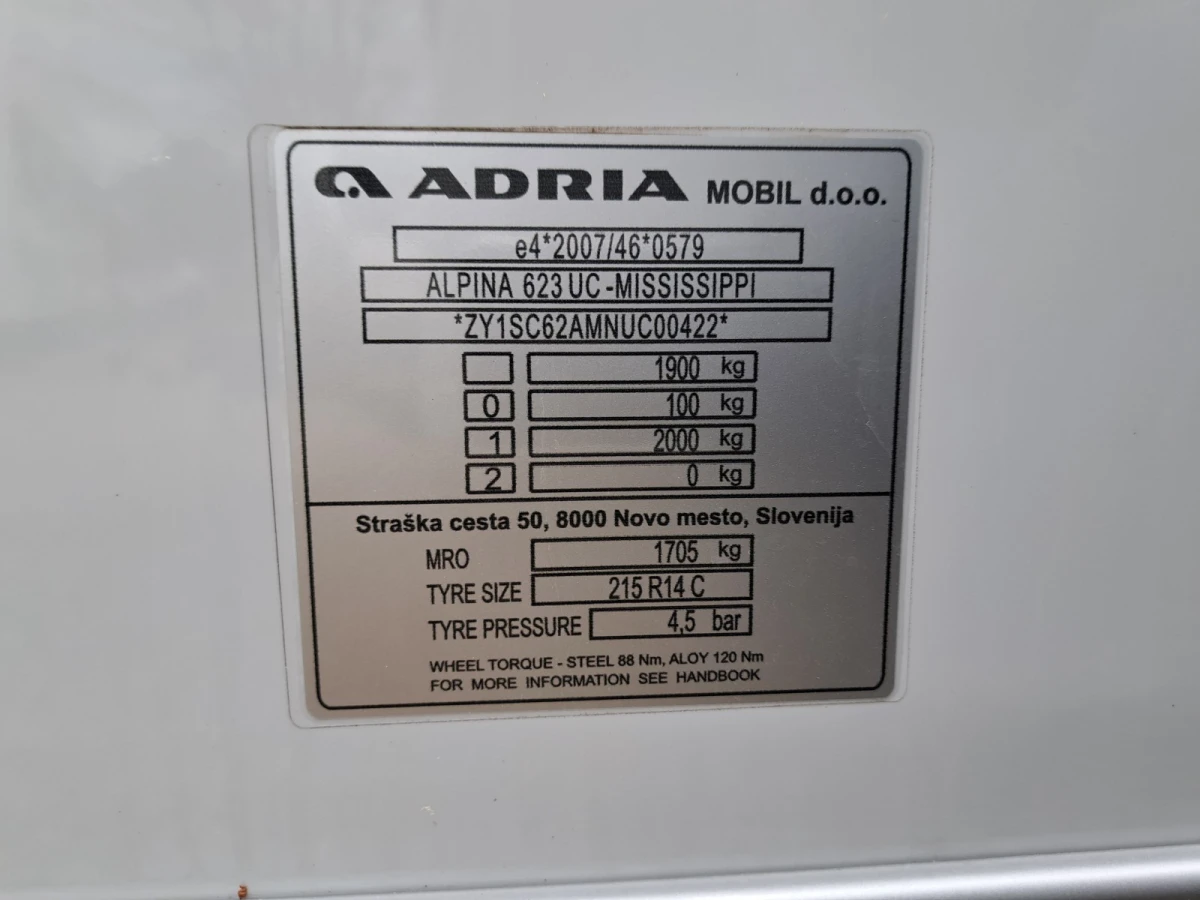 ADRIA MOBIL d.o.o.
e4*2007/46*0579
ALPINA 623 UC-MISSISSIPPI
*ZY1SC62AMNUC00422*
1900 kg
0 100 kg
1 2000 kg
2 0 kg
Straška cesta 50, 8000 Novo mesto, Slovenija
MRO 1705 kg
TYRE SIZE 215 R14 C
TYRE PRESSURE 4,5 bar
WHEEL TORQUE - STEEL 88 Nm, ALOY 120 Nm
FOR MORE INFORMATION SEE HANDBOOK